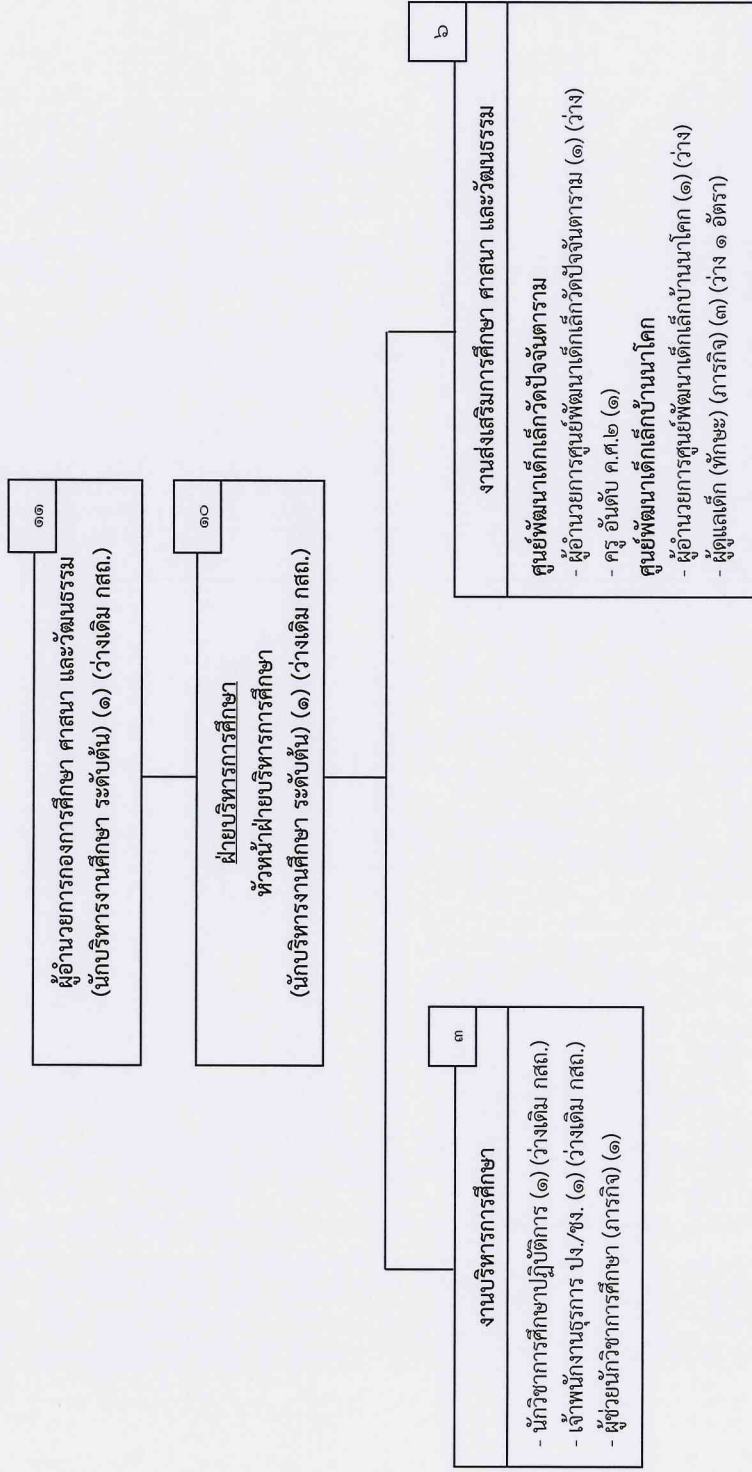 ๑๑
ผู้อำนวยการกองการศึกษา ศาสนา และวัฒนธรรม
(นักบริหารงานศึกษา ระดับต้น) (๑) (ว่างเดิม กสถ.)
๑๐
ฝ่ายบริหารการศึกษา
หัวหน้าฝ่ายบริหารการศึกษา
(นักบริหารงานศึกษา ระดับต้น) (๑) (ว่างเดิม กสถ.)
๓
งานบริหารการศึกษา
- นักวิชาการศึกษาปฏิบัติการ (๑) (ว่างเดิม กสถ.)
- เจ้าพนักงานธุรการ ปง./ชง. (๑) (ว่างเดิม กสถ.)
- ผู้ช่วยนักวิชาการศึกษา (ภารกิจ) (๑)
๖
งานส่งเสริมการศึกษา ศาสนา และวัฒนธรรม
ศูนย์พัฒนาเด็กเล็กวัดปัจจันตาราม
- ผู้อำนวยการศูนย์พัฒนาเด็กเล็กวัดปัจจันตาราม (๑) (ว่าง)
- ครู อันดับ ค.ศ.๒ (๑)
ศูนย์พัฒนาเด็กเล็กบ้านนาโคก
- ผู้อำนวยการศูนย์พัฒนาเด็กเล็กบ้านนาโคก (๑) (ว่าง)
- ผู้ดูแลเด็ก (ทักษะ) (ภารกิจ) (๓) (ว่าง ๑ อัตรา)